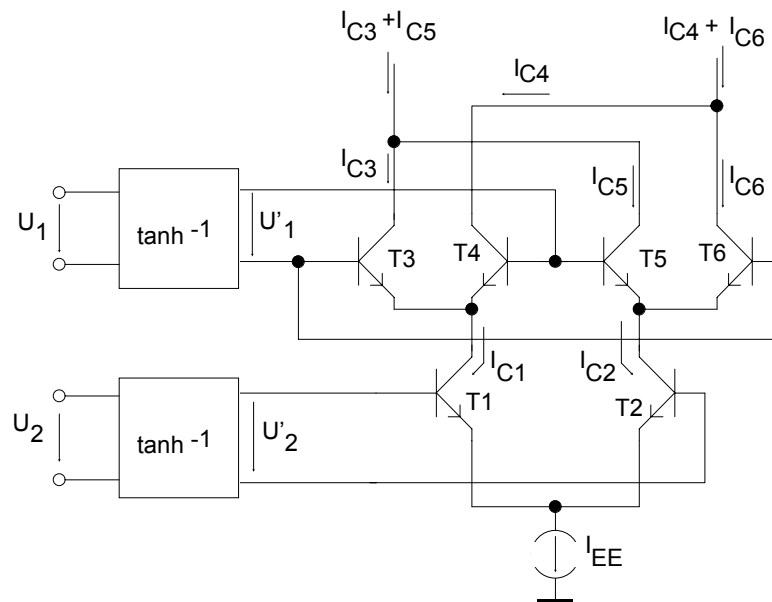 I_C3 + I_C5
I_C4 + I_C6
I_C4
I_C3
I_C5
I_C6
U_1
tanh⁻¹
U'_1
T3
T4
T5
T6
I_C1
I_C2
U_2
tanh⁻¹
U'_2
T1
T2
I_EE